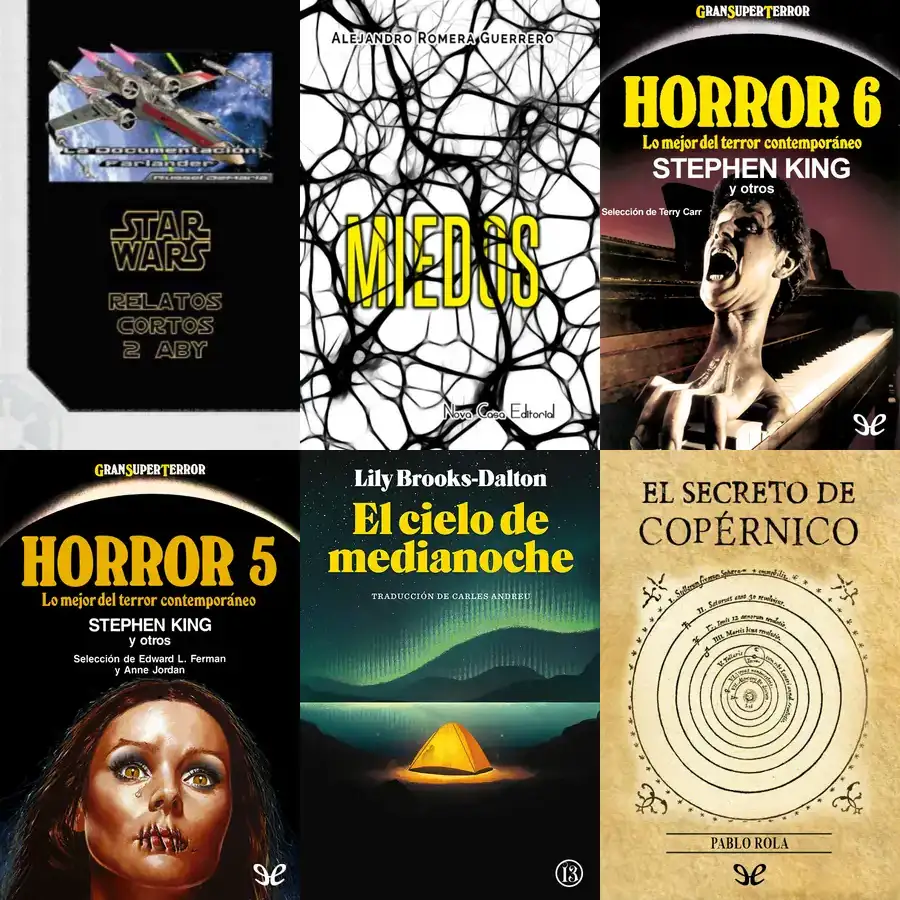 La Documentación
Farlander
Russel DeMaria
STAR
WARS
RELATOS
CORTOS
2 ABY
ALEJANDRO ROMERA GUERRERO
MIEDOS
Nova Casa Editorial
GRANSUPERTERROR
HORROR 6
Lo mejor del terror contemporáneo
STEPHEN KING
y otros
Selección de Terry Carr
GRANSUPERTERROR
HORROR 5
Lo mejor del terror contemporáneo
STEPHEN KING
y otros
Selección de Edward L. Ferman
y Anne Jordan
Lily Brooks-Dalton
El cielo de
medianoche
TRADUCCIÓN DE CARLES ANDREU
13
EL SECRETO DE
COPÉRNICO
PABLO ROLA